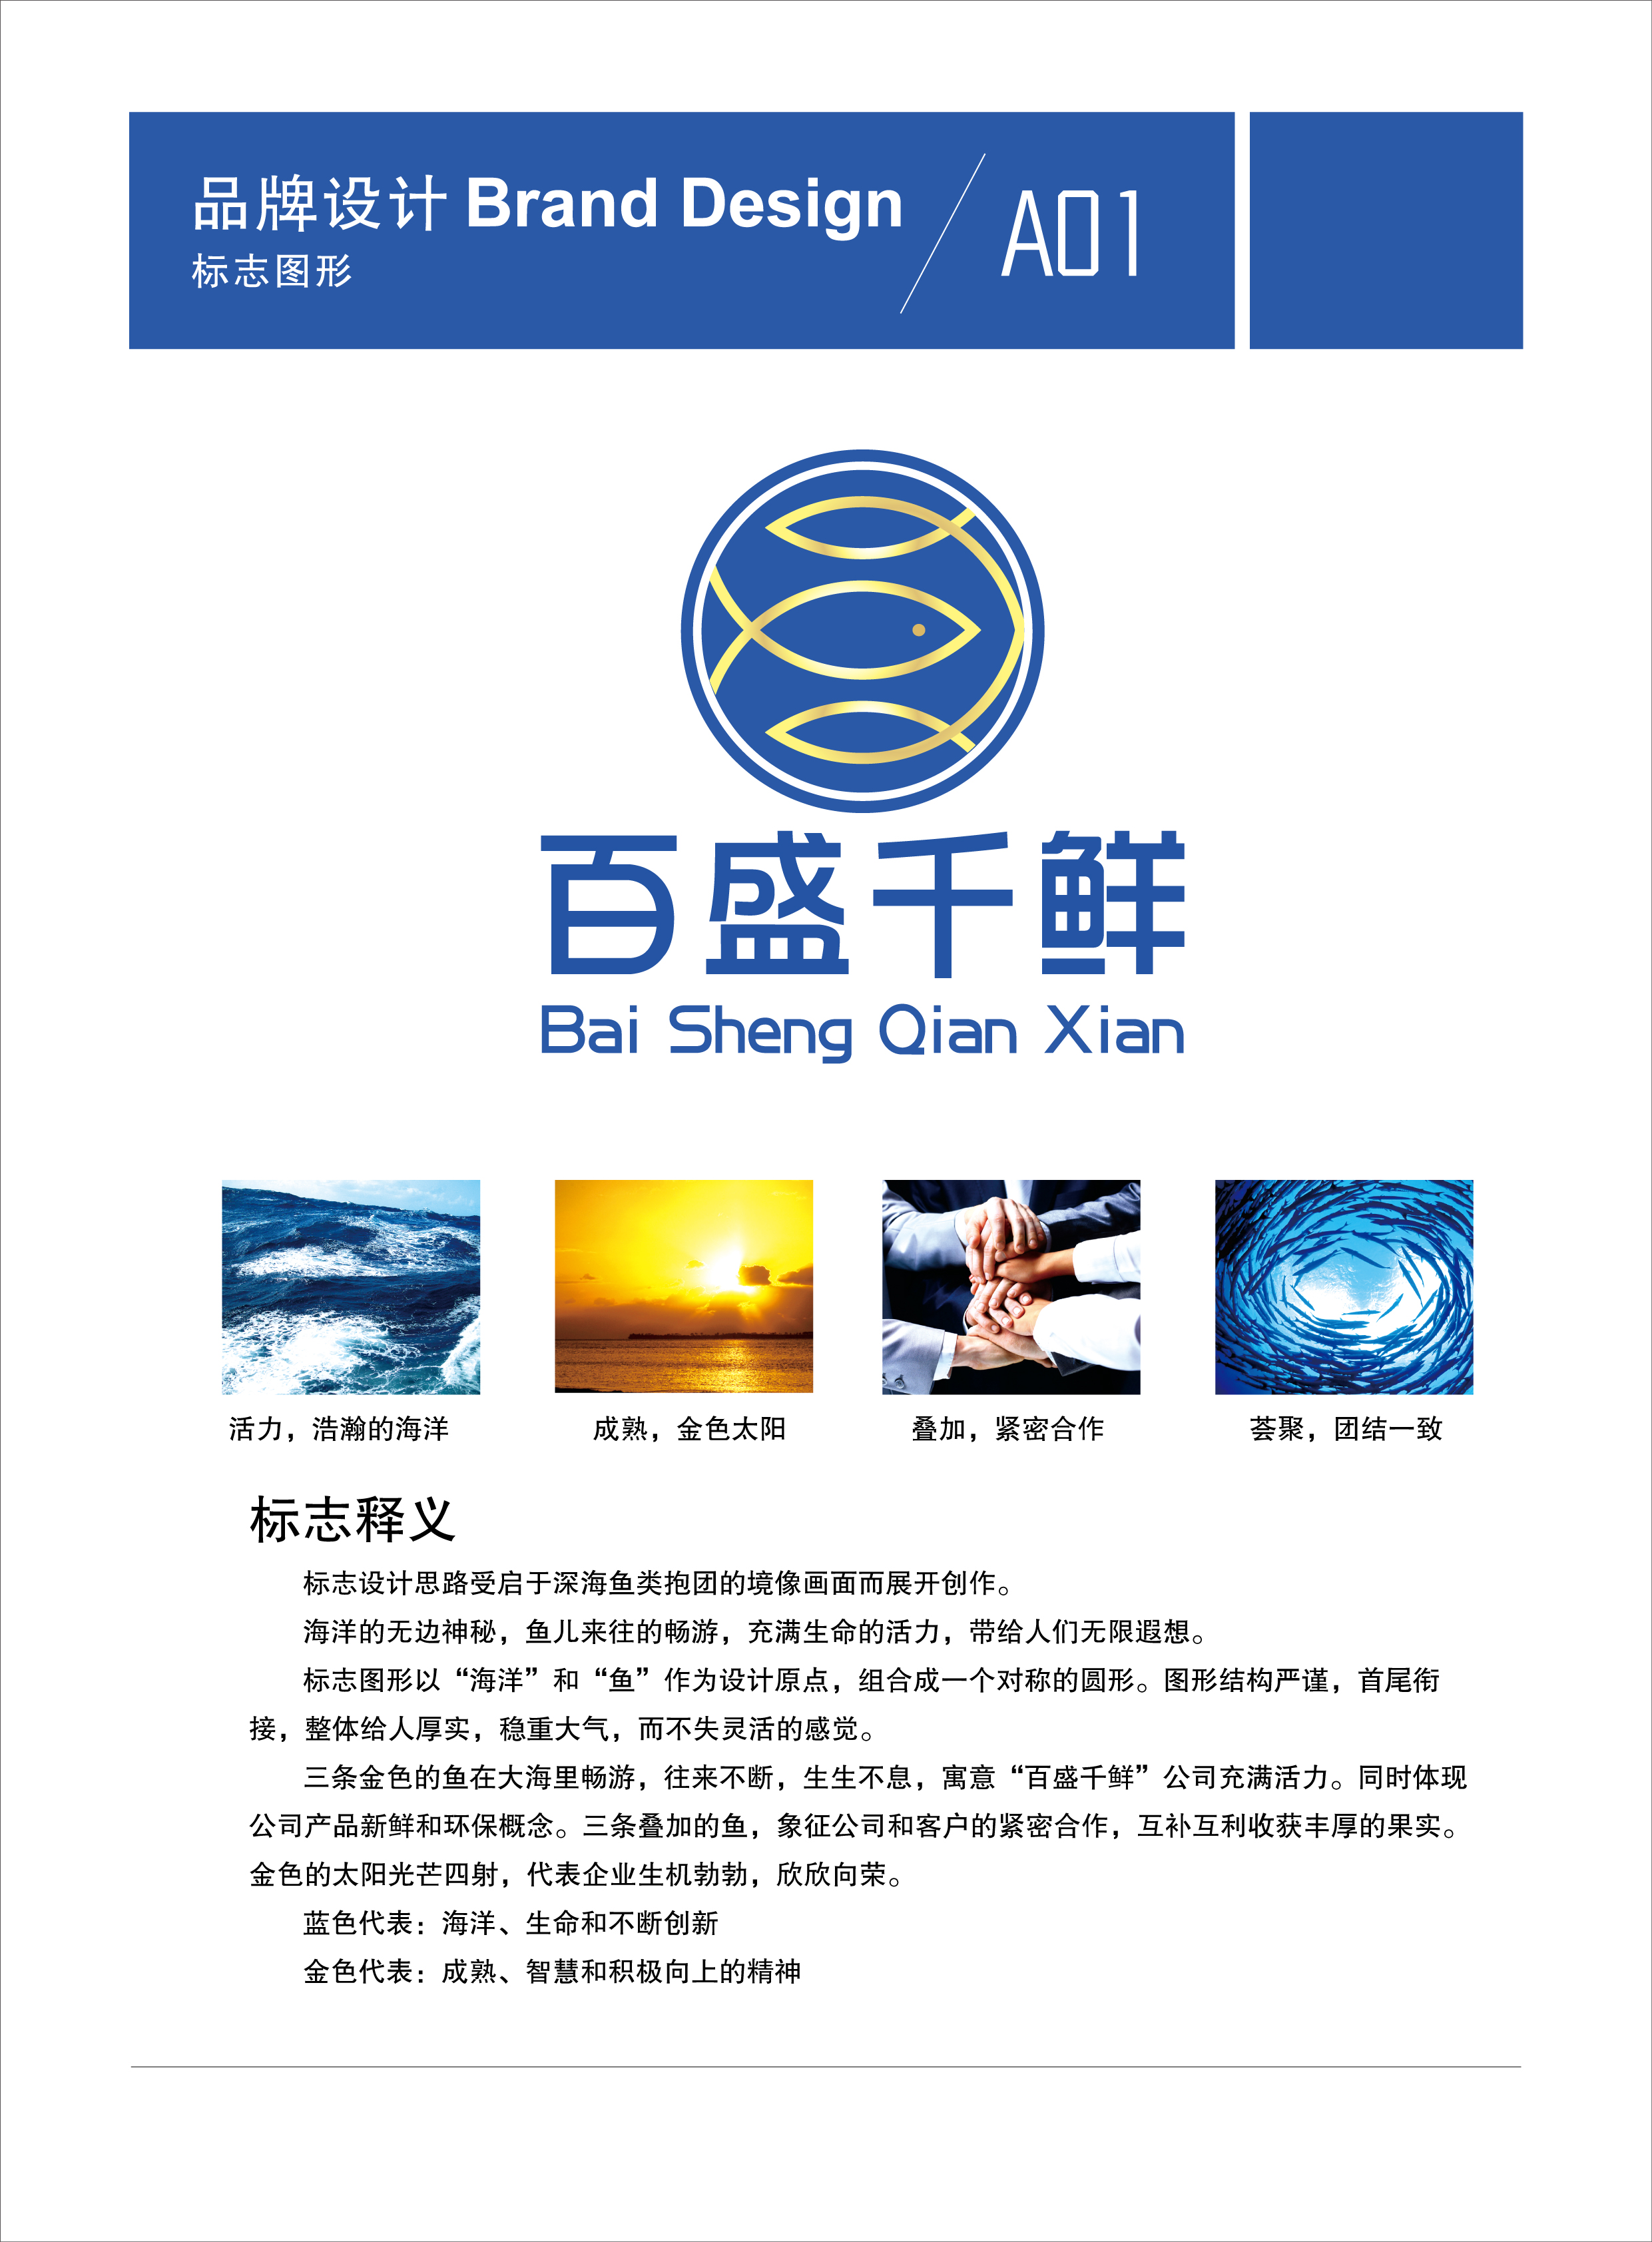 品牌设计 Brand Design
标志图形
A01
百盛千鲜
Bai Sheng Qian Xian
活力，浩瀚的海洋
成熟，金色太阳
叠加，紧密合作
荟聚，团结一致
标志释义
标志设计思路受启于深海鱼类抱团的境像画面而展开创作。
海洋的无边神秘，鱼儿来往的畅游，充满生命的活力，带给人们无限遐想。
标志图形以“海洋”和“鱼”作为设计原点，组合成一个对称的圆形。图形结构严谨，首尾衔
接，整体给人厚实，稳重大气，而不失灵活的感觉。
三条金色的鱼在大海里畅游，往来不断，生生不息，寓意“百盛千鲜”公司充满活力。同时体现
公司产品新鲜和环保概念。三条叠加的鱼，象征公司和客户的紧密合作，互补互利收获丰厚的果实。
金色的太阳光芒四射，代表企业生机勃勃，欣欣向荣。
蓝色代表：海洋、生命和不断创新
金色代表：成熟、智慧和积极向上的精神